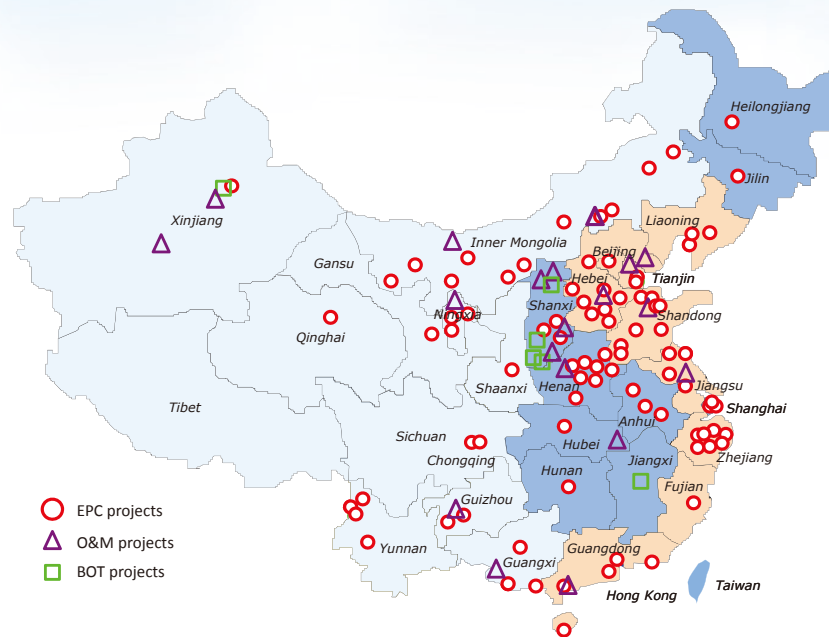 Heilongjiang
Jilin
Liaoning
Xinjiang
Inner Mongolia
Gansu
Beijing
Hebei
Tianjin
Shanxi
Ningxia
Shandong
Qinghai
Shaanxi
Henan
Jiangsu
Tibet
Shanghai
Anhui
Sichuan
Hubei
Chongqing
Jiangxi
Zhejiang
Hunan
Fujian
Guizhou
EPC projects
O&M projects
BOT projects
Yunnan
Guangxi
Guangdong
Hong Kong
Taiwan